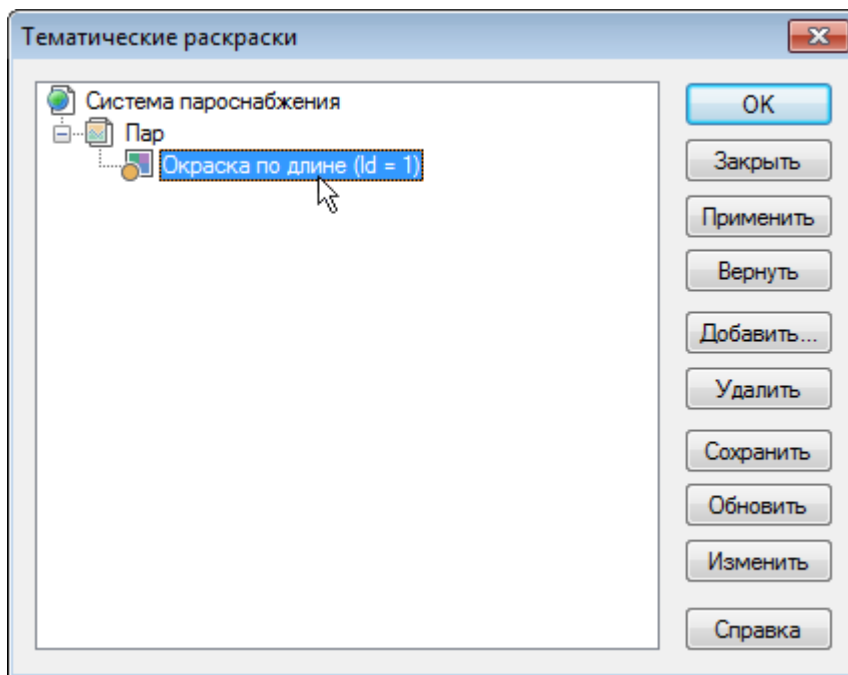 Тематические раскраски
Система пароснабжения
Пар
Окраска по длине (Id = 1)
OK
Закрыть
Применить
Вернуть
Добавить...
Удалить
Сохранить
Обновить
Изменить
Справка